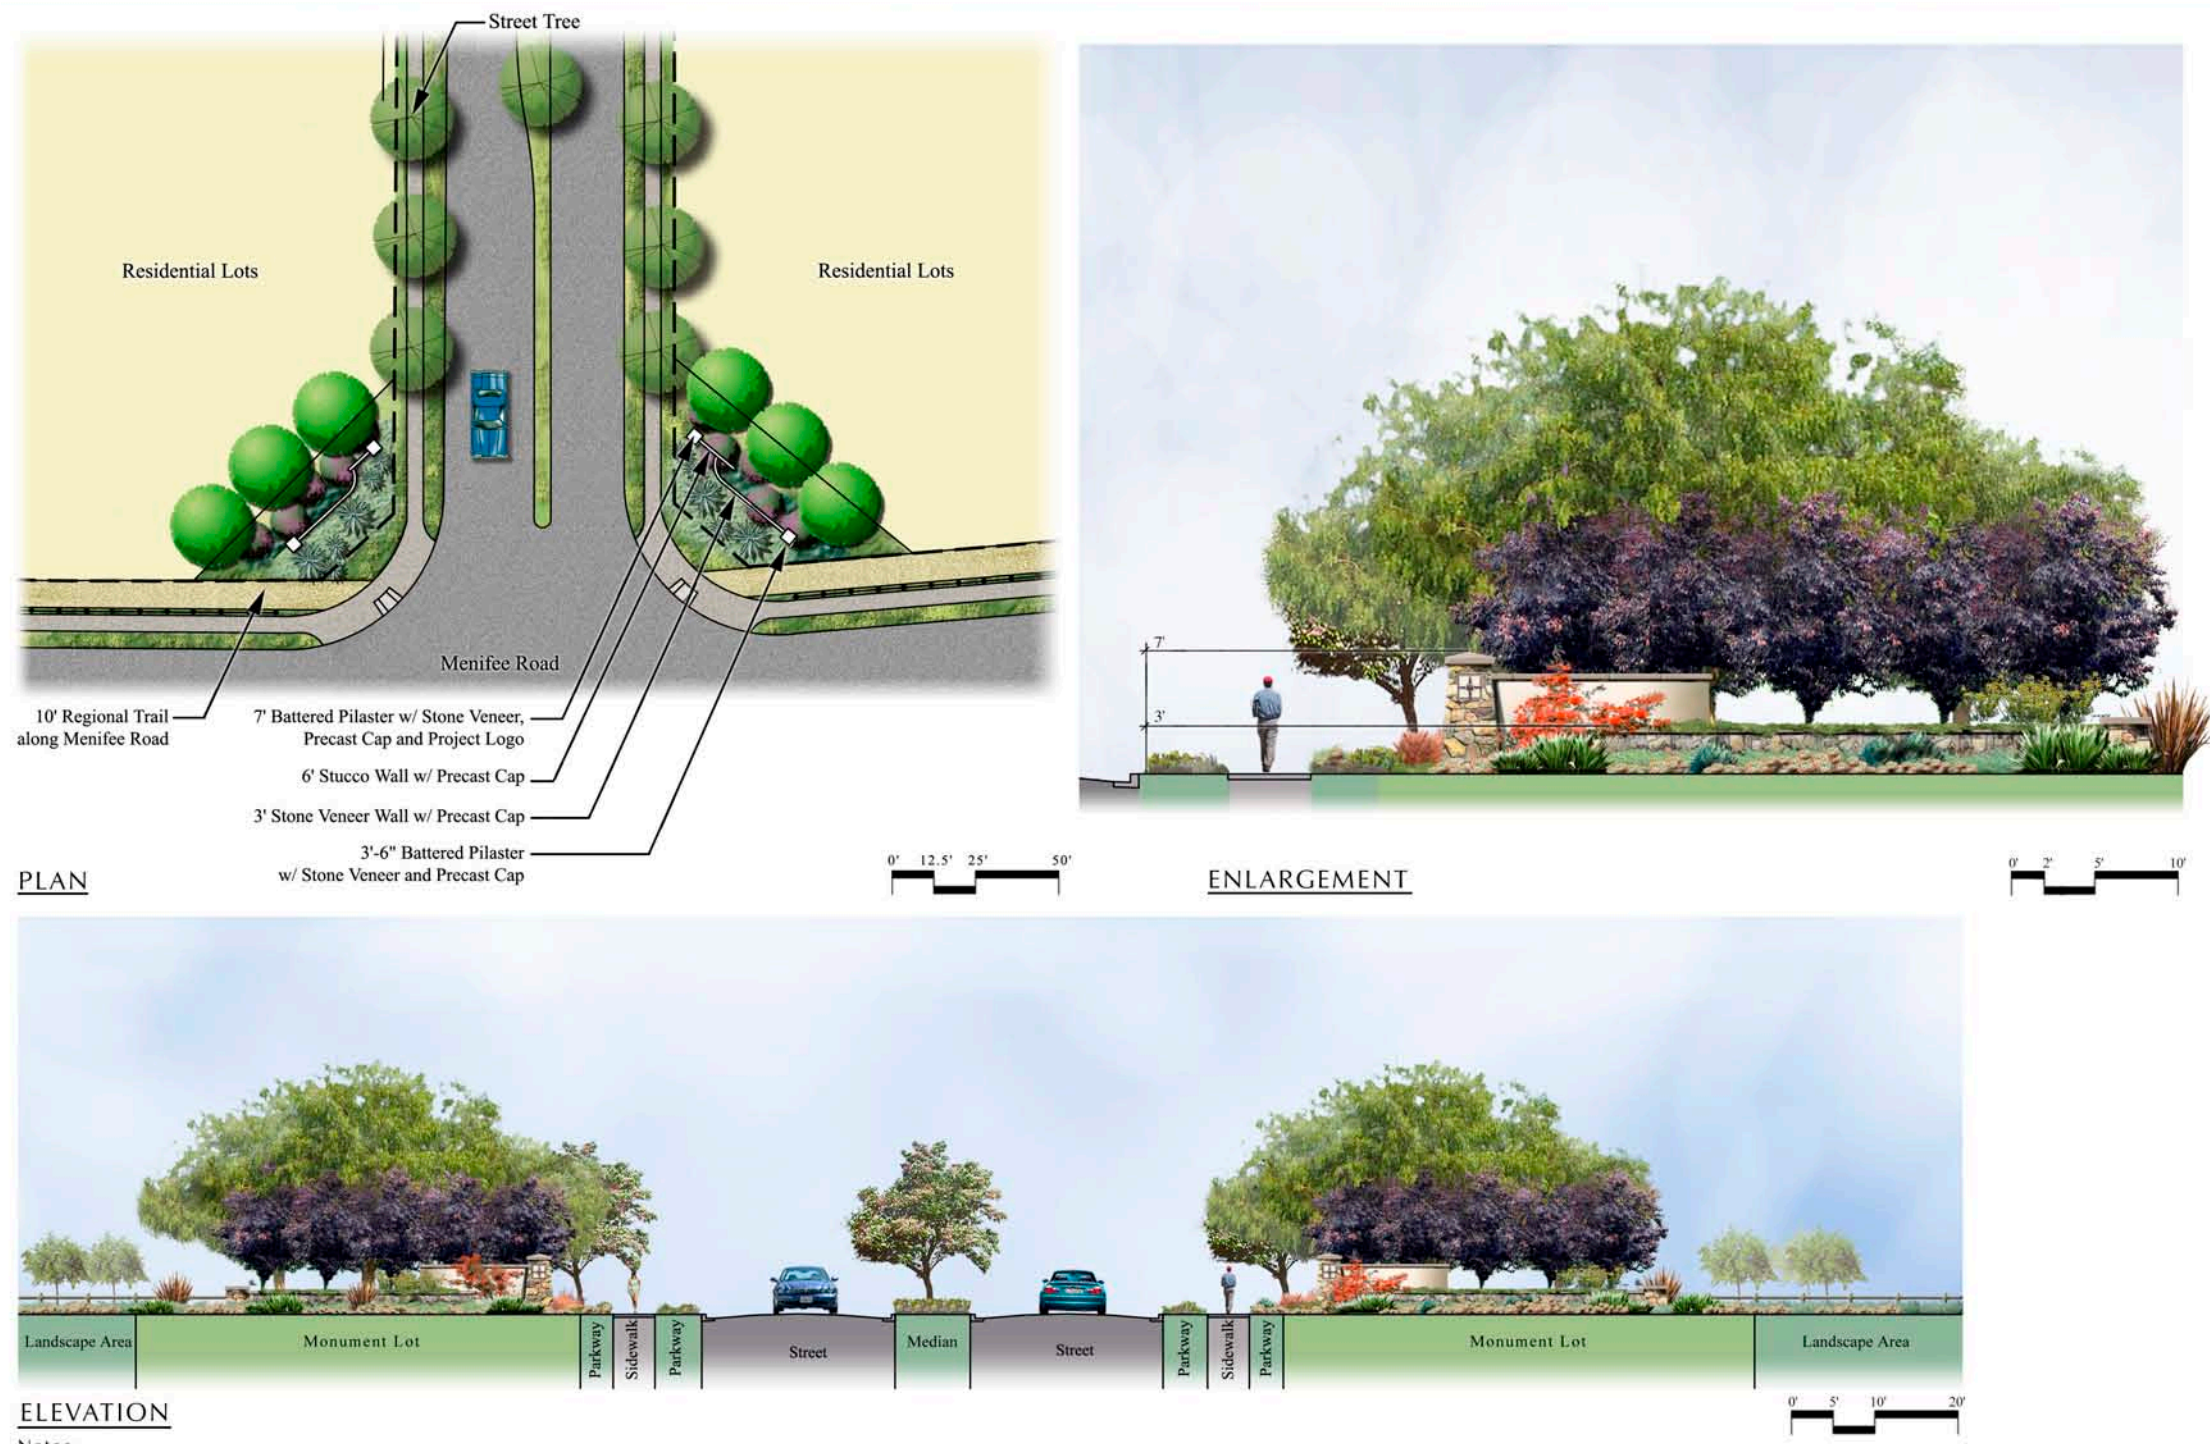 Street Tree
Residential Lots
Residential Lots
Menifee Road
10' Regional Trail
along Menifee Road
7' Battered Pilaster w/ Stone Veneer,
Precast Cap and Project Logo
6' Stucco Wall w/ Precast Cap
3' Stone Veneer Wall w/ Precast Cap
3'-6" Battered Pilaster
w/ Stone Veneer and Precast Cap
PLAN
0' 12.5' 25' 50'
7'
3'
ENLARGEMENT
0' 2' 5' 10'
Landscape Area
Monument Lot
Parkway
Sidewalk
Parkway
Street
Median
Street
Parkway
Sidewalk
Parkway
Monument Lot
Landscape Area
ELEVATION
0' 5' 10' 20'